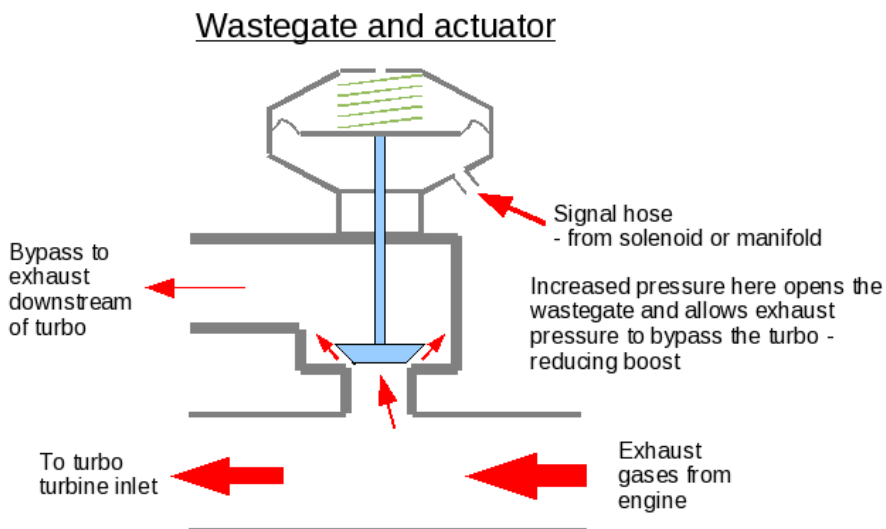 Wastegate and actuator
Signal hose
- from solenoid or manifold
Bypass to
exhaust
downstream
of turbo
Increased pressure here opens the
wastegate and allows exhaust
pressure to bypass the turbo -
reducing boost
To turbo
turbine inlet
Exhaust
gases from
engine